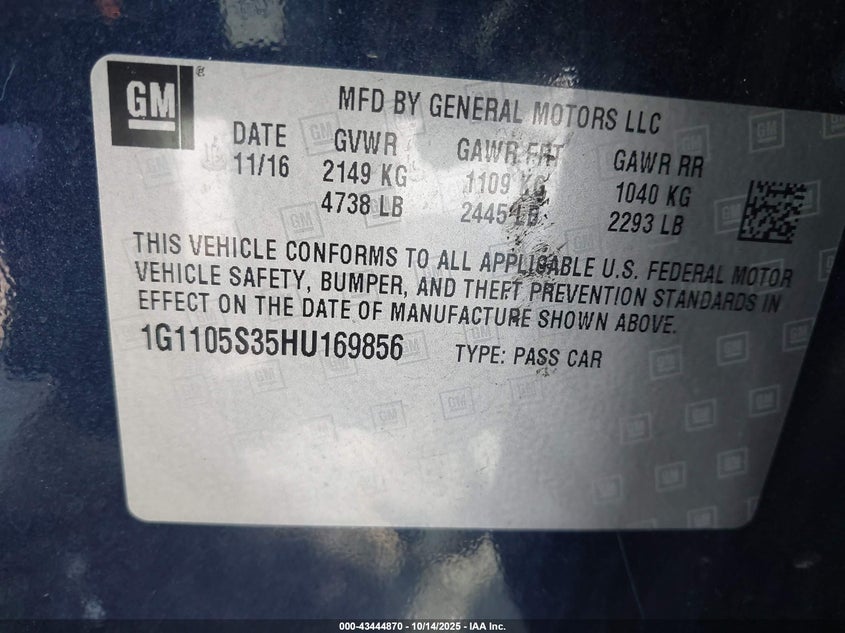 GM
MFD BY GENERAL MOTORS LLC
DATE GVWR GAWR FRT GAWR RR
11/16 2149 KG 1109 KG 1040 KG
4738 LB 2445 LB 2293 LB
THIS VEHICLE CONFORMS TO ALL APPLICABLE U.S. FEDERAL MOTOR
VEHICLE SAFETY, BUMPER, AND THEFT PREVENTION STANDARDS IN
EFFECT ON THE DATE OF MANUFACTURE SHOWN ABOVE.
1G1105S35HU169856 TYPE: PASS CAR
000-43444870 - 10/14/2025 - IAA Inc.